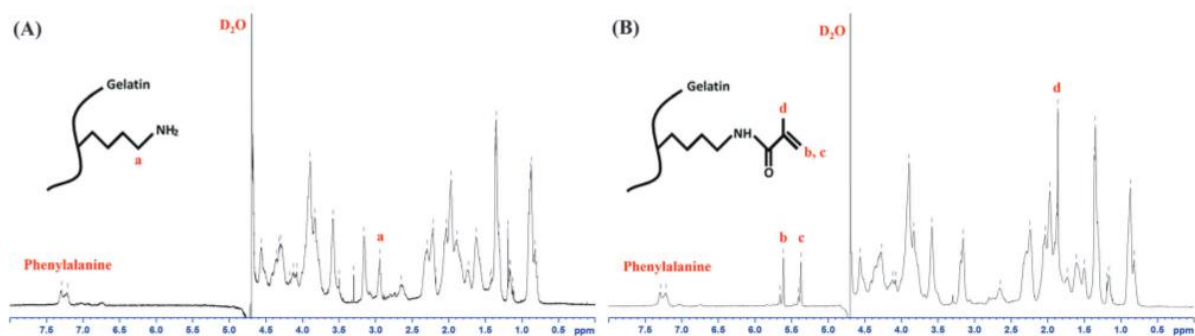 (A)
D₂O
Gelatin
NH₂
a
a
Phenylalanine
7.5 7.0 6.5 6.0 5.5 5.0 4.5 4.0 3.5 3.0 2.5 2.0 1.5 1.0 0.5 ppm
(B)
D₂O
d
Gelatin
d
NH
b, c
O
b c
Phenylalanine
7.5 7.0 6.5 6.0 5.5 5.0 4.5 4.0 3.5 3.0 2.5 2.0 1.5 1.0 ppm